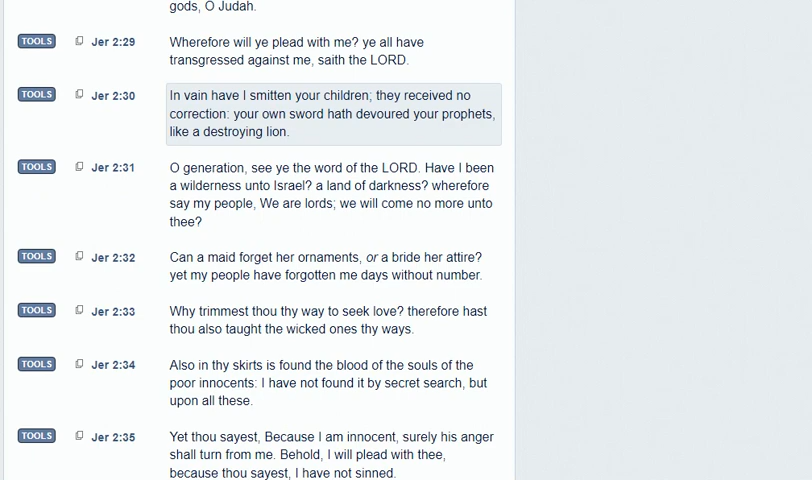 gods, O Judah.
TOOLS Jer 2:29 Wherefore will ye plead with me? ye all have
transgressed against me, saith the LORD.
TOOLS Jer 2:30 In vain have I smitten your children; they received no
correction: your own sword hath devoured your prophets,
like a destroying lion.
TOOLS Jer 2:31 O generation, see ye the word of the LORD. Have I been
a wilderness unto Israel? a land of darkness? wherefore
say my people, We are lords; we will come no more unto
thee?
TOOLS Jer 2:32 Can a maid forget her ornaments, or a bride her attire?
yet my people have forgotten me days without number.
TOOLS Jer 2:33 Why trimmest thou thy way to seek love? therefore hast
thou also taught the wicked ones thy ways.
TOOLS Jer 2:34 Also in thy skirts is found the blood of the souls of the
poor innocents: I have not found it by secret search, but
upon all these.
TOOLS Jer 2:35 Yet thou sayest, Because I am innocent, surely his anger
shall turn from me. Behold, I will plead with thee,
because thou sayest, I have not sinned.